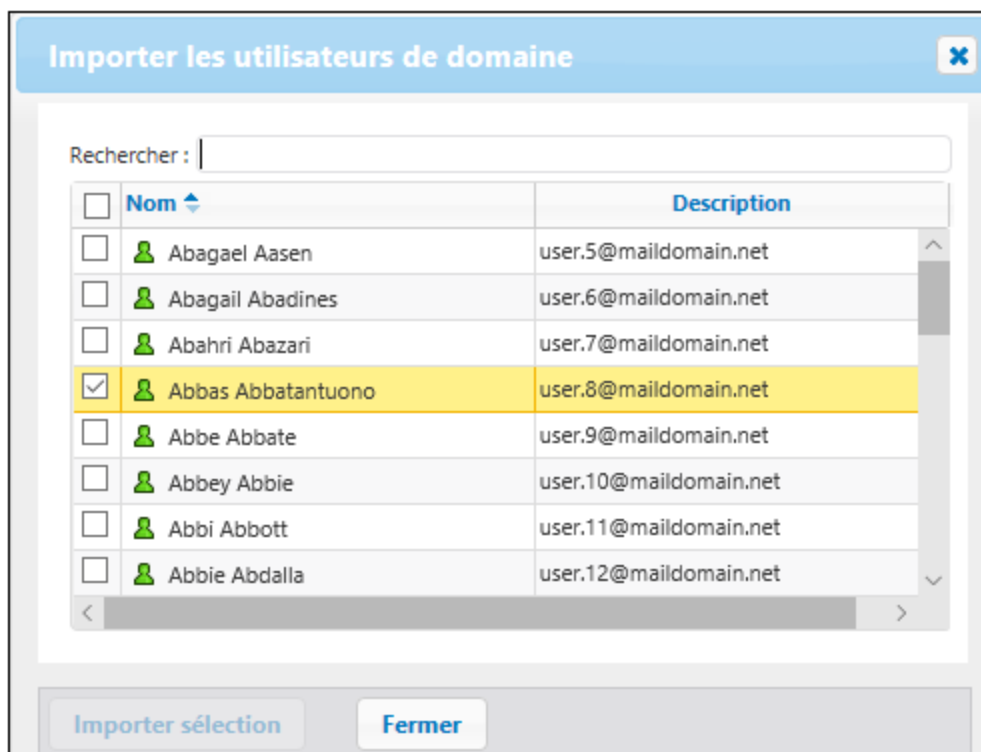 Importer les utilisateurs de domaine
Rechercher :
Nom Description
Abagael Aasen user.5@maildomain.net
Abagail Abadines user.6@maildomain.net
Abahri Abazari user.7@maildomain.net
Abbas Abbatantuono user.8@maildomain.net
Abbe Abbate user.9@maildomain.net
Abbey Abbie user.10@maildomain.net
Abbi Abbott user.11@maildomain.net
Abbie Abdalla user.12@maildomain.net
Importer sélection Fermer